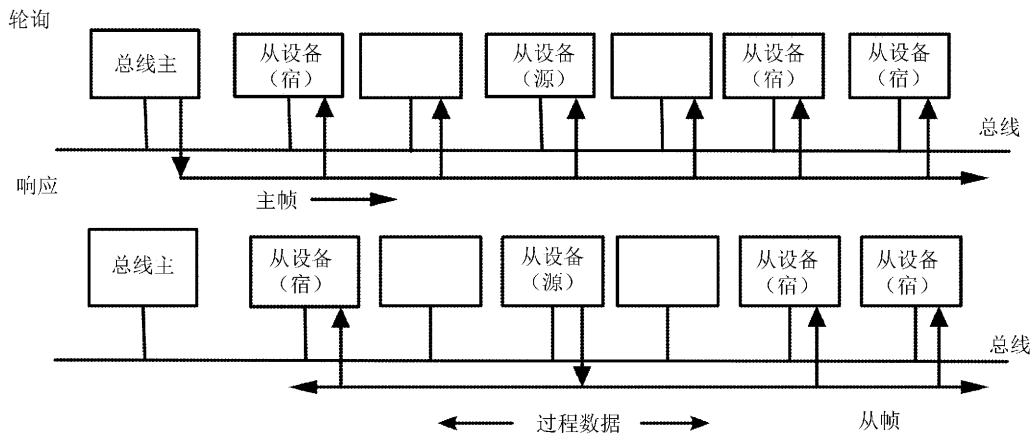 轮询
总线主
从设备
（宿）
从设备
（源）
从设备
（宿）
从设备
（宿）
总线
响应
主帧
总线主
从设备
（宿）
从设备
（源）
从设备
（宿）
从设备
（宿）
总线
过程数据
从帧